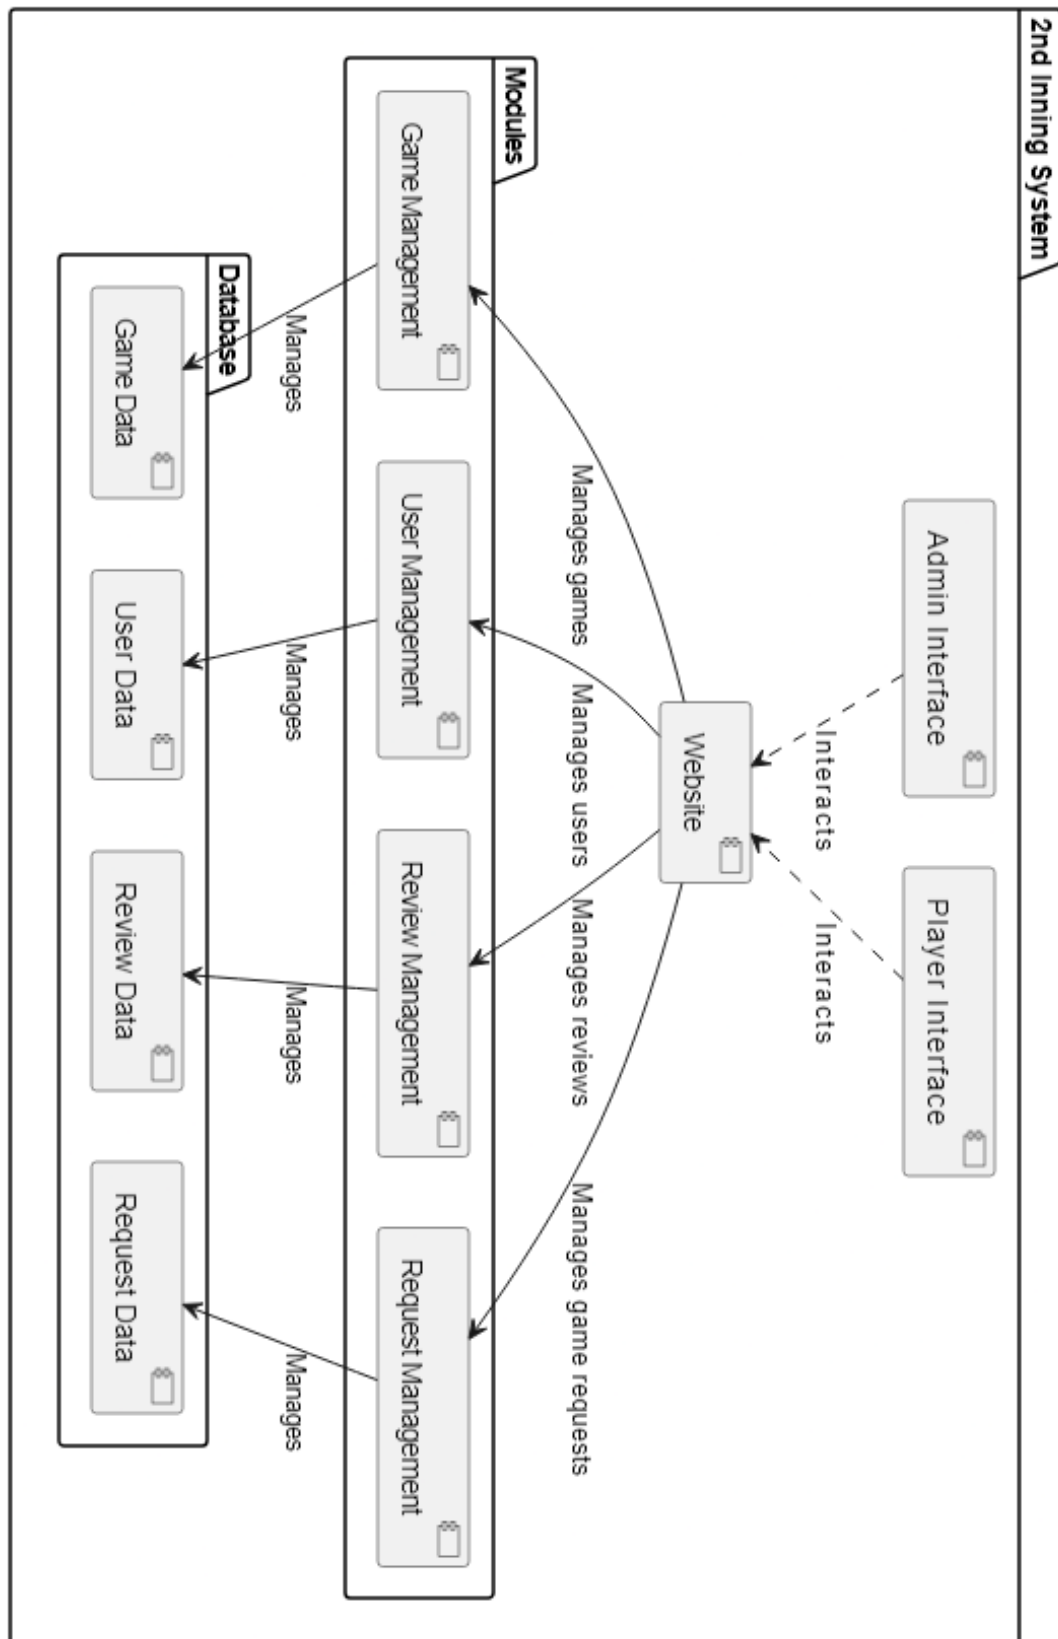 2nd Inning System
Admin Interface
Player Interface
Interacts
Interacts
Website
Manages games
Manages users
Manages reviews
Manages game requests
Modules
Game Management
User Management
Review Management
Request Management
Manages
Manages
Manages
Manages
Database
Game Data
User Data
Review Data
Request Data